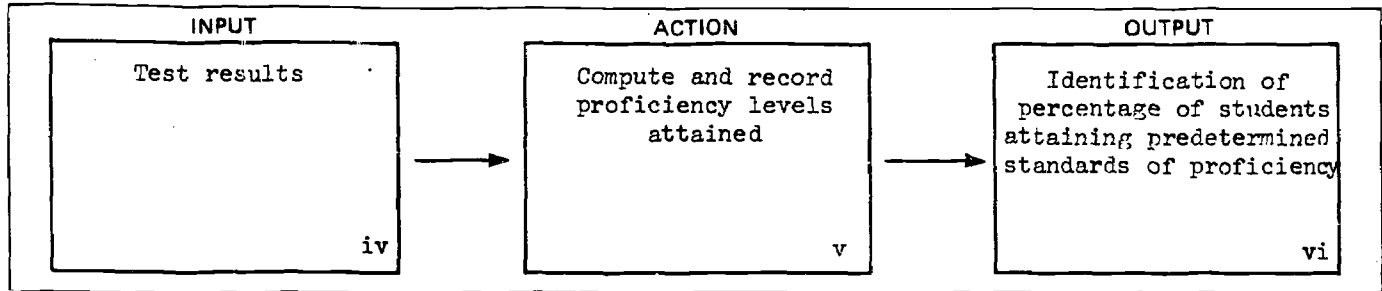 INPUT
Test results
iv
ACTION
Compute and record
proficiency levels
attained
v
OUTPUT
Identification of
percentage of students
attaining predetermined
standards of proficiency
vi